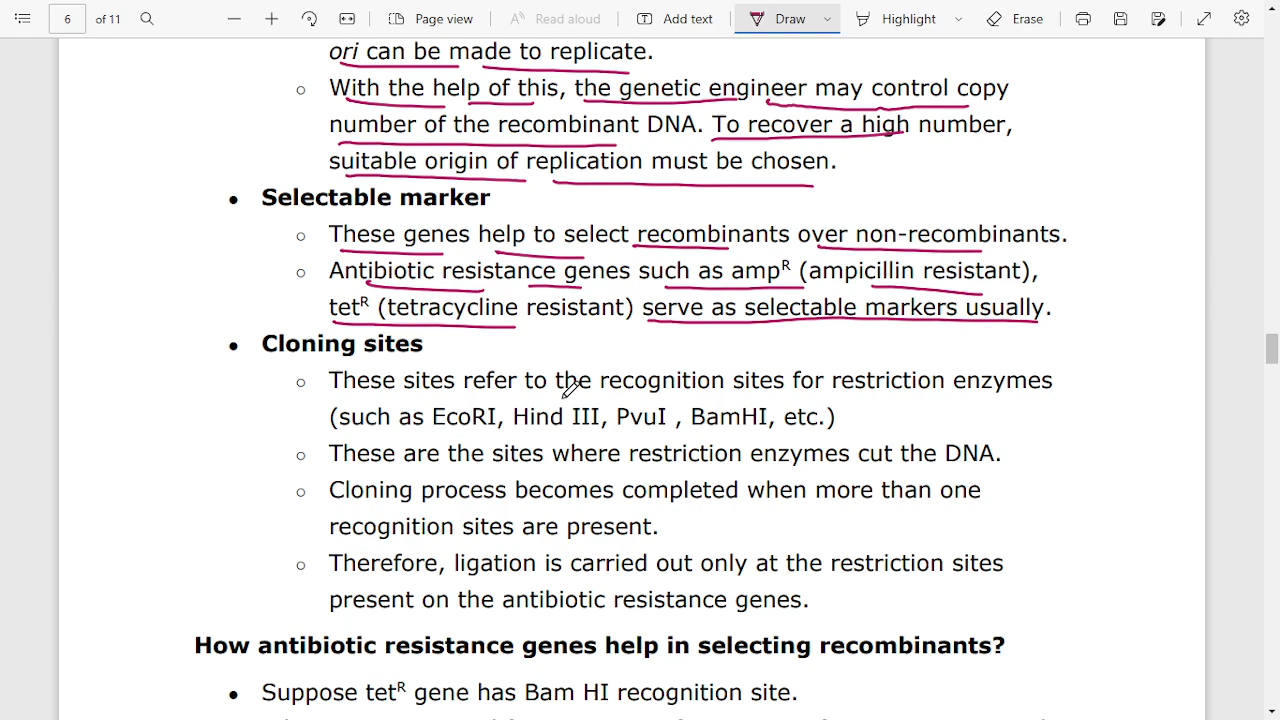 6 of 11 Page view Read aloud Add text Draw Highlight Erase
ori can be made to replicate.
○ With the help of this, the genetic engineer may control copy
number of the recombinant DNA. To recover a high number,
suitable origin of replication must be chosen.
● Selectable marker
○ These genes help to select recombinants over non-recombinants.
○ Antibiotic resistance genes such as ampᴿ (ampicillin resistant),
tetᴿ (tetracycline resistant) serve as selectable markers usually.
● Cloning sites
○ These sites refer to the recognition sites for restriction enzymes
(such as EcoRI, Hind III, PvuI , BamHI, etc.)
○ These are the sites where restriction enzymes cut the DNA.
○ Cloning process becomes completed when more than one
recognition sites are present.
○ Therefore, ligation is carried out only at the restriction sites
present on the antibiotic resistance genes.
How antibiotic resistance genes help in selecting recombinants?
● Suppose tetᴿ gene has Bam HI recognition site.